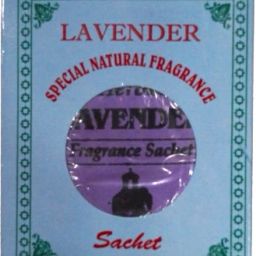 LAVENDER
SPECIAL NATURAL FRAGRANCE
AVENDE
Fragrance Sachet
Sachet